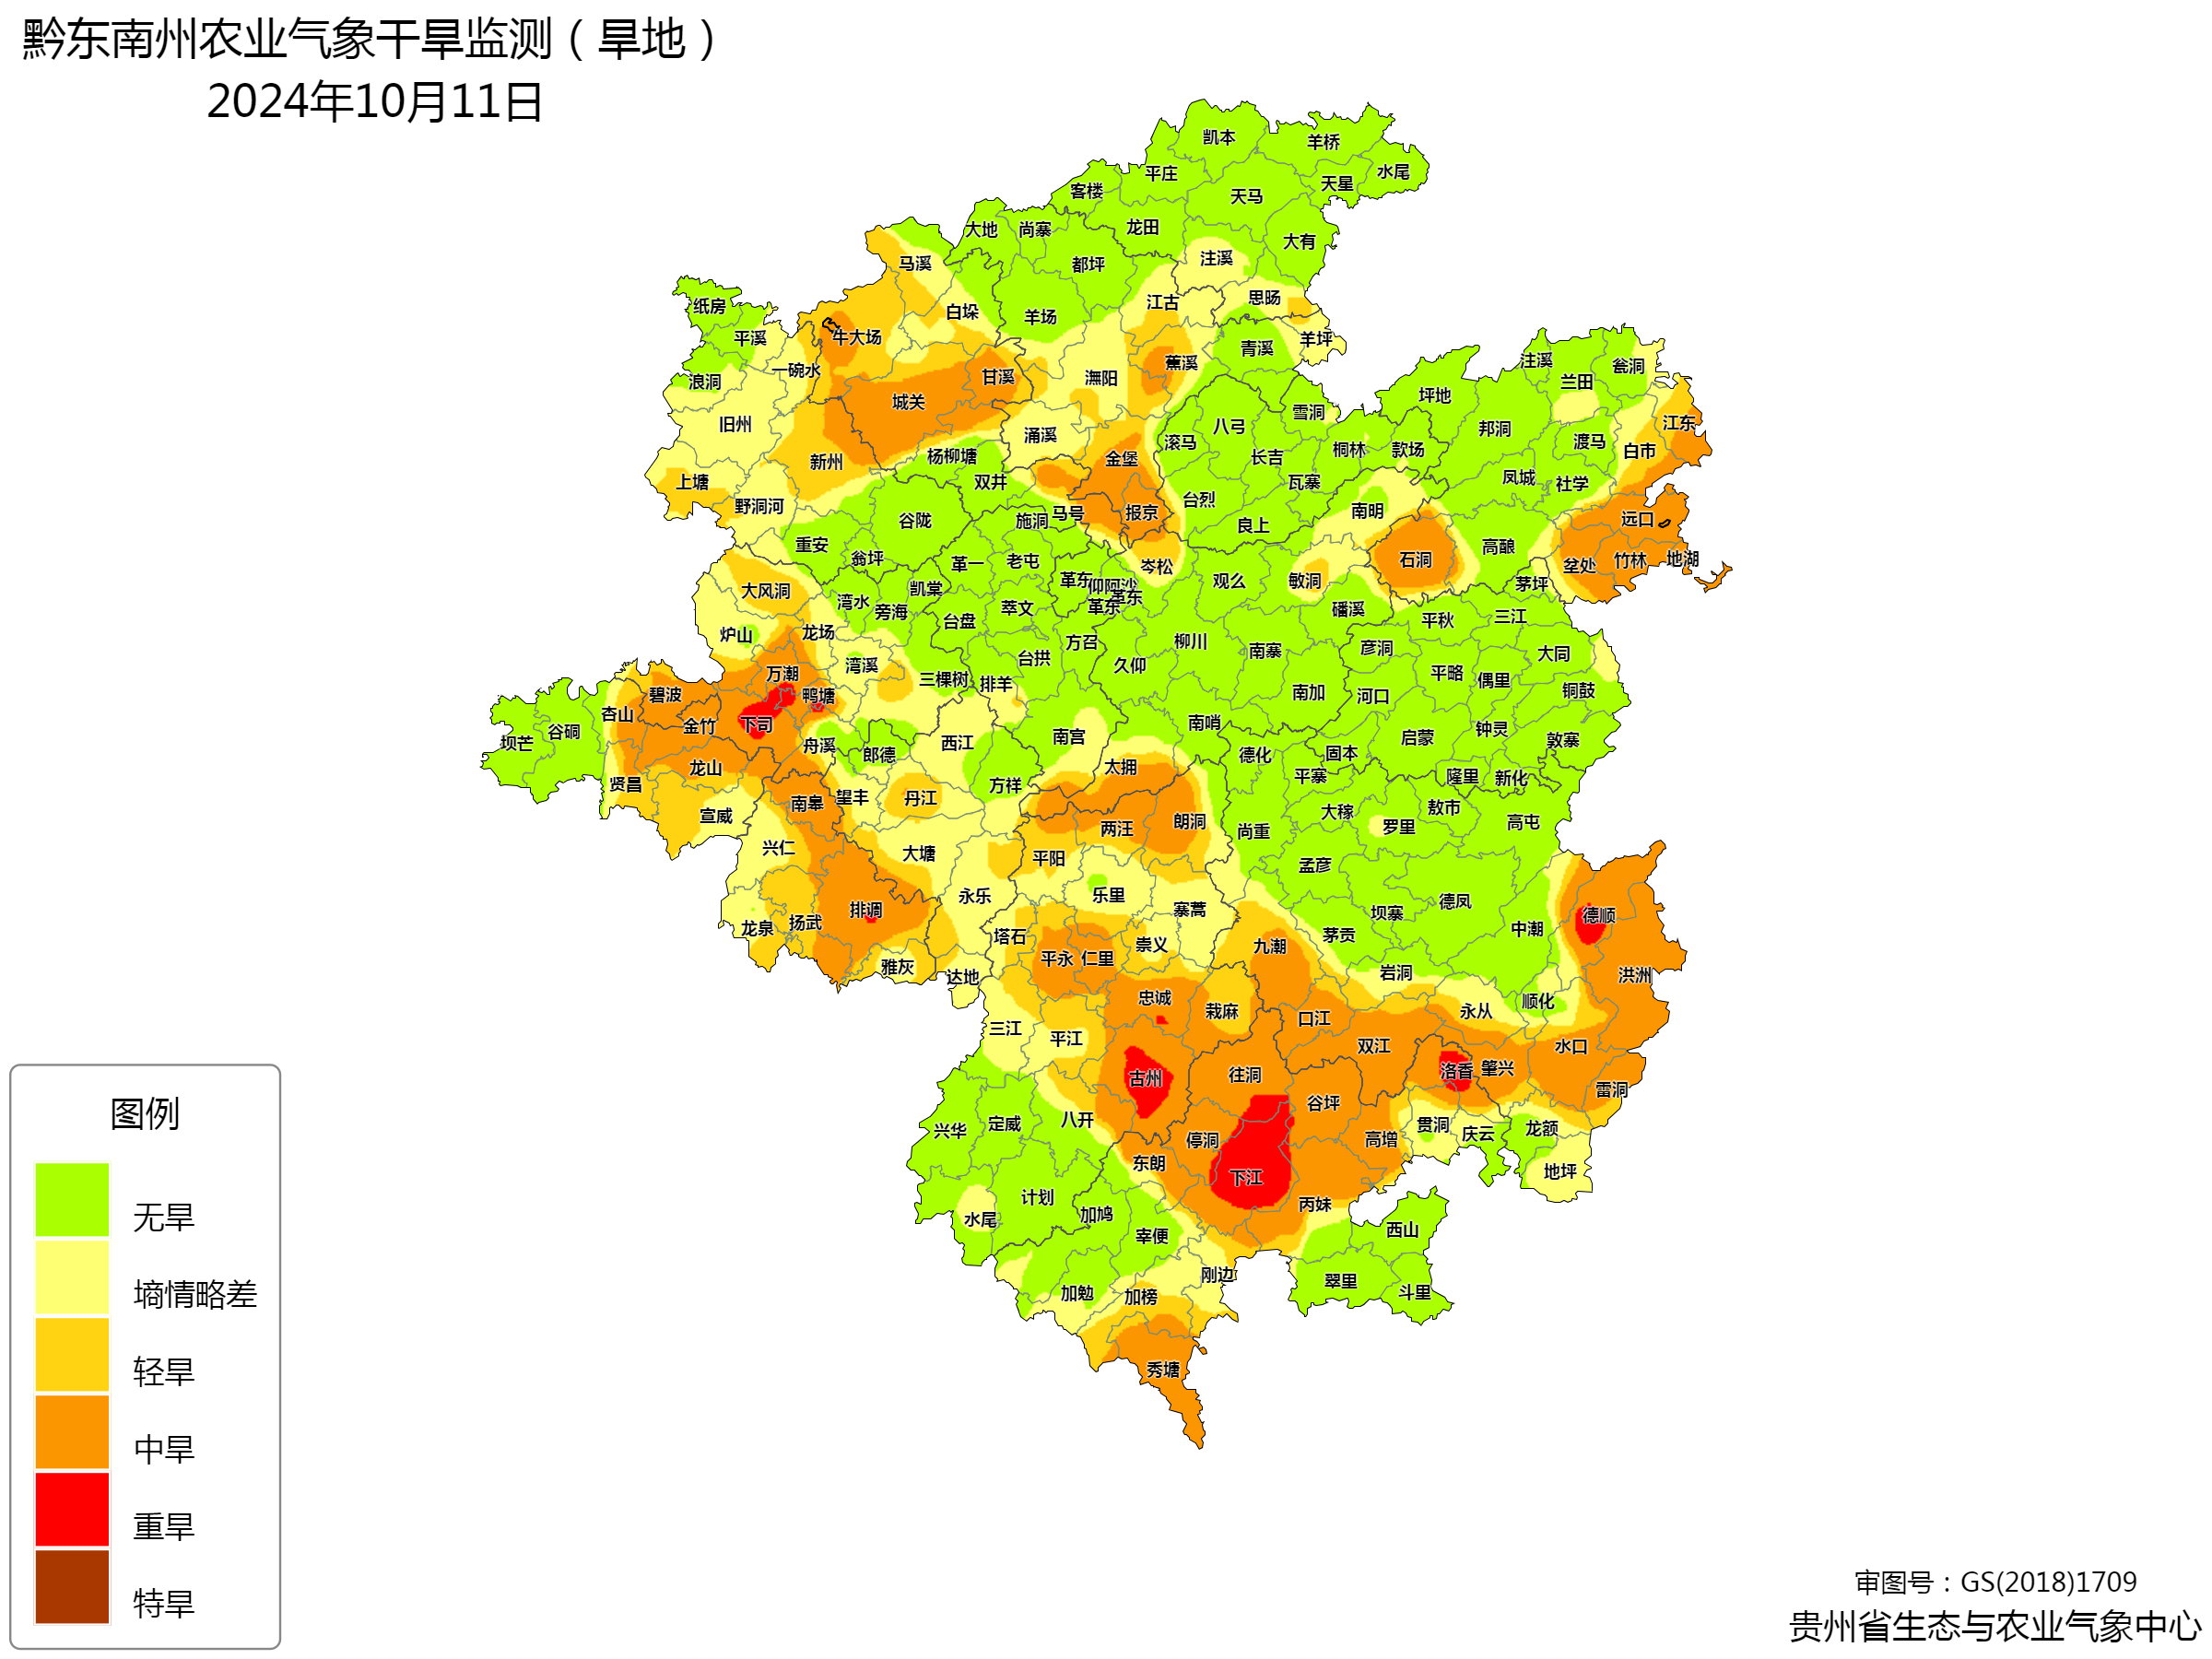 黔东南州农业气象干旱监测（旱地）
2024年10月11日
凯本
羊桥
水尾
平庄
天星
客楼
天马
大地
尚寨
龙田
大有
马溪
都坪
注溪
思旸
江古
纸房
白垛
羊场
平溪
牛大场
羊坪
青溪
蕉溪
注溪
瓮洞
一碗水
甘溪
㵲阳
兰田
浪洞
城关
坪地
雪洞
旧州
八弓
江东
邦洞
涌溪
滚马
桐林
款场
渡马
白市
新州
杨柳塘
金堡
长吉
上塘
双井
瓦寨
凤城
社学
野洞河
台烈
南明
谷陇
施洞
马号
报京
良上
远口
重安
高酿
翁坪
革一
老屯
岑松
石洞
盆处
竹林
地湖
大风洞
凯棠
革东
仰阿沙
观么
敏洞
茅坪
湾水
旁海
革东
革东
萃文
磻溪
平秋
三江
炉山
龙场
台盘
方召
柳川
彦洞
大同
湾溪
台拱
久仰
南寨
万潮
三棵树
排羊
平略
偶里
碧波
鸭塘
南加
河口
铜鼓
杏山
金竹
下司
南哨
钟灵
坝芒
谷硐
舟溪
郎德
西江
南宫
德化
固本
启蒙
敦寨
龙山
太拥
平寨
隆里
新化
贤昌
方祥
南皋
望丰
丹江
宣威
大稼
敖市
两汪
朗洞
尚重
罗里
高屯
兴仁
大塘
平阳
孟彦
永乐
乐里
德凤
排调
寨蒿
坝寨
德顺
龙泉
扬武
塔石
崇义
九潮
茅贡
中潮
平永
仁里
雅灰
达地
岩洞
洪洲
忠诚
栽麻
永从
顺化
三江
平江
口江
双江
水口
古州
往洞
洛香
肇兴
谷坪
雷洞
兴华
定威
八开
停洞
高增
贯洞
庆云
龙额
东朗
下江
地坪
计划
丙妹
水尾
加鸠
宰便
西山
刚边
翠里
加勉
加榜
斗里
秀塘
图例
无旱
墒情略差
轻旱
中旱
重旱
特旱
审图号：GS(2018)1709
贵州省生态与农业气象中心